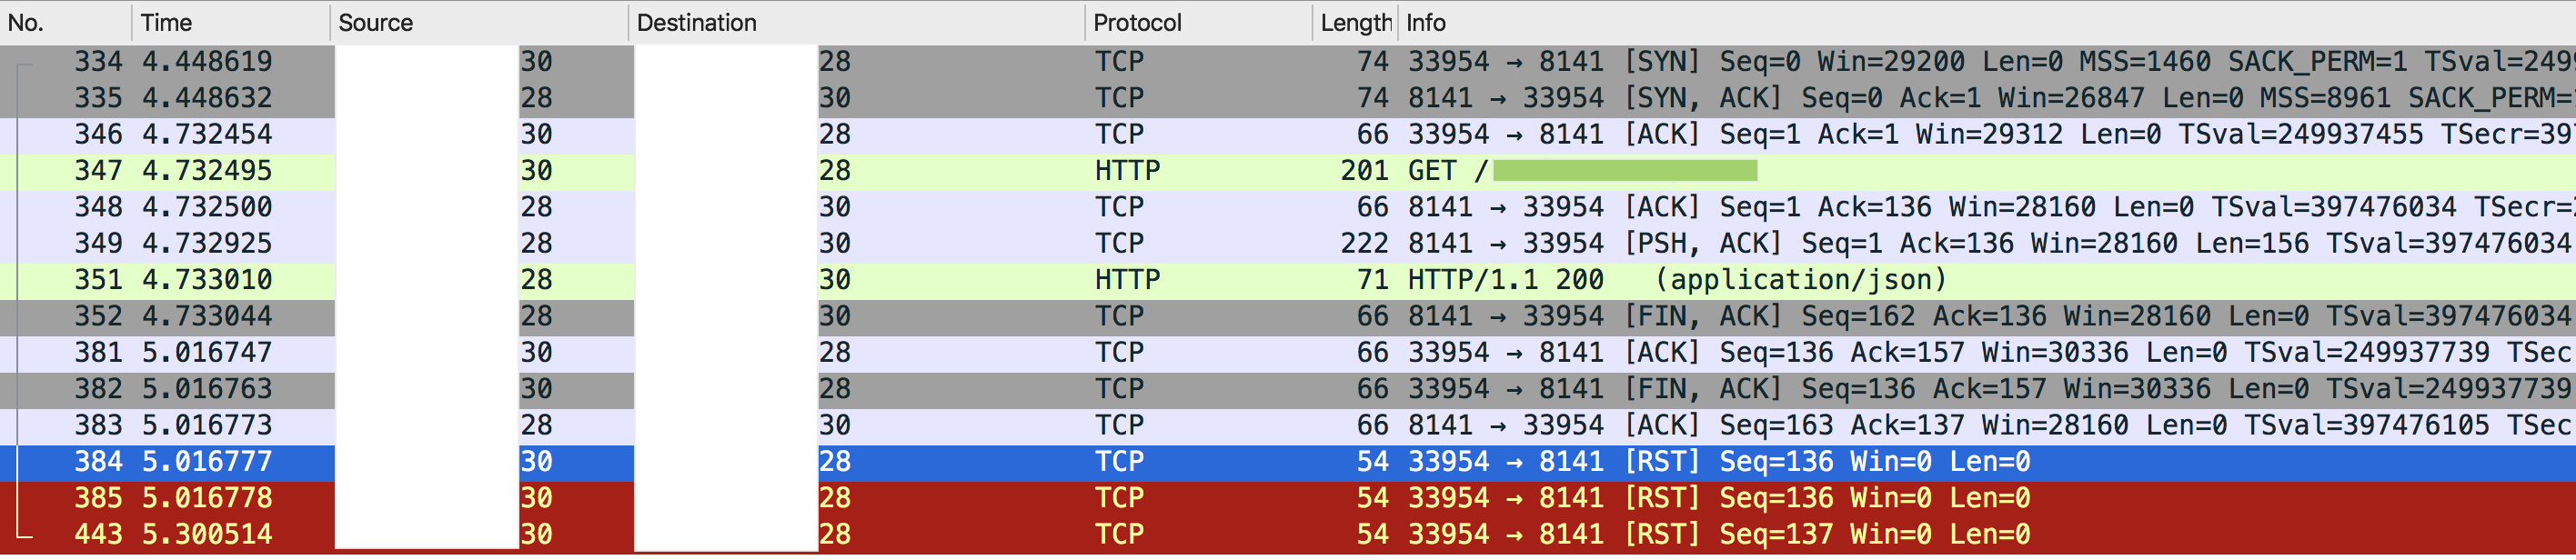 No. Time Source Destination Protocol Length Info
334 4.448619 30 28 TCP 74 33954 → 8141 [SYN] Seq=0 Win=29200 Len=0 MSS=1460 SACK_PERM=1 TSval=249
335 4.448632 28 30 TCP 74 8141 → 33954 [SYN, ACK] Seq=0 Ack=1 Win=26847 Len=0 MSS=8961 SACK_PERM=
346 4.732454 30 28 TCP 66 33954 → 8141 [ACK] Seq=1 Ack=1 Win=29312 Len=0 TSval=249937455 TSecr=397
347 4.732495 30 28 HTTP 201 GET /
348 4.732500 28 30 TCP 66 8141 → 33954 [ACK] Seq=1 Ack=136 Win=28160 Len=0 TSval=397476034 TSecr=
349 4.732925 28 30 TCP 222 8141 → 33954 [PSH, ACK] Seq=1 Ack=136 Win=28160 Len=156 TSval=397476034
351 4.733010 28 30 HTTP 71 HTTP/1.1 200 (application/json)
352 4.733044 28 30 TCP 66 8141 → 33954 [FIN, ACK] Seq=162 Ack=136 Win=28160 Len=0 TSval=397476034
381 5.016747 30 28 TCP 66 33954 → 8141 [ACK] Seq=136 Ack=157 Win=30336 Len=0 TSval=249937739 TSec
382 5.016763 30 28 TCP 66 33954 → 8141 [FIN, ACK] Seq=136 Ack=157 Win=30336 Len=0 TSval=249937739
383 5.016773 28 30 TCP 66 8141 → 33954 [ACK] Seq=163 Ack=137 Win=28160 Len=0 TSval=397476105 TSec
384 5.016777 30 28 TCP 54 33954 → 8141 [RST] Seq=136 Win=0 Len=0
385 5.016778 30 28 TCP 54 33954 → 8141 [RST] Seq=136 Win=0 Len=0
443 5.300514 30 28 TCP 54 33954 → 8141 [RST] Seq=137 Win=0 Len=0